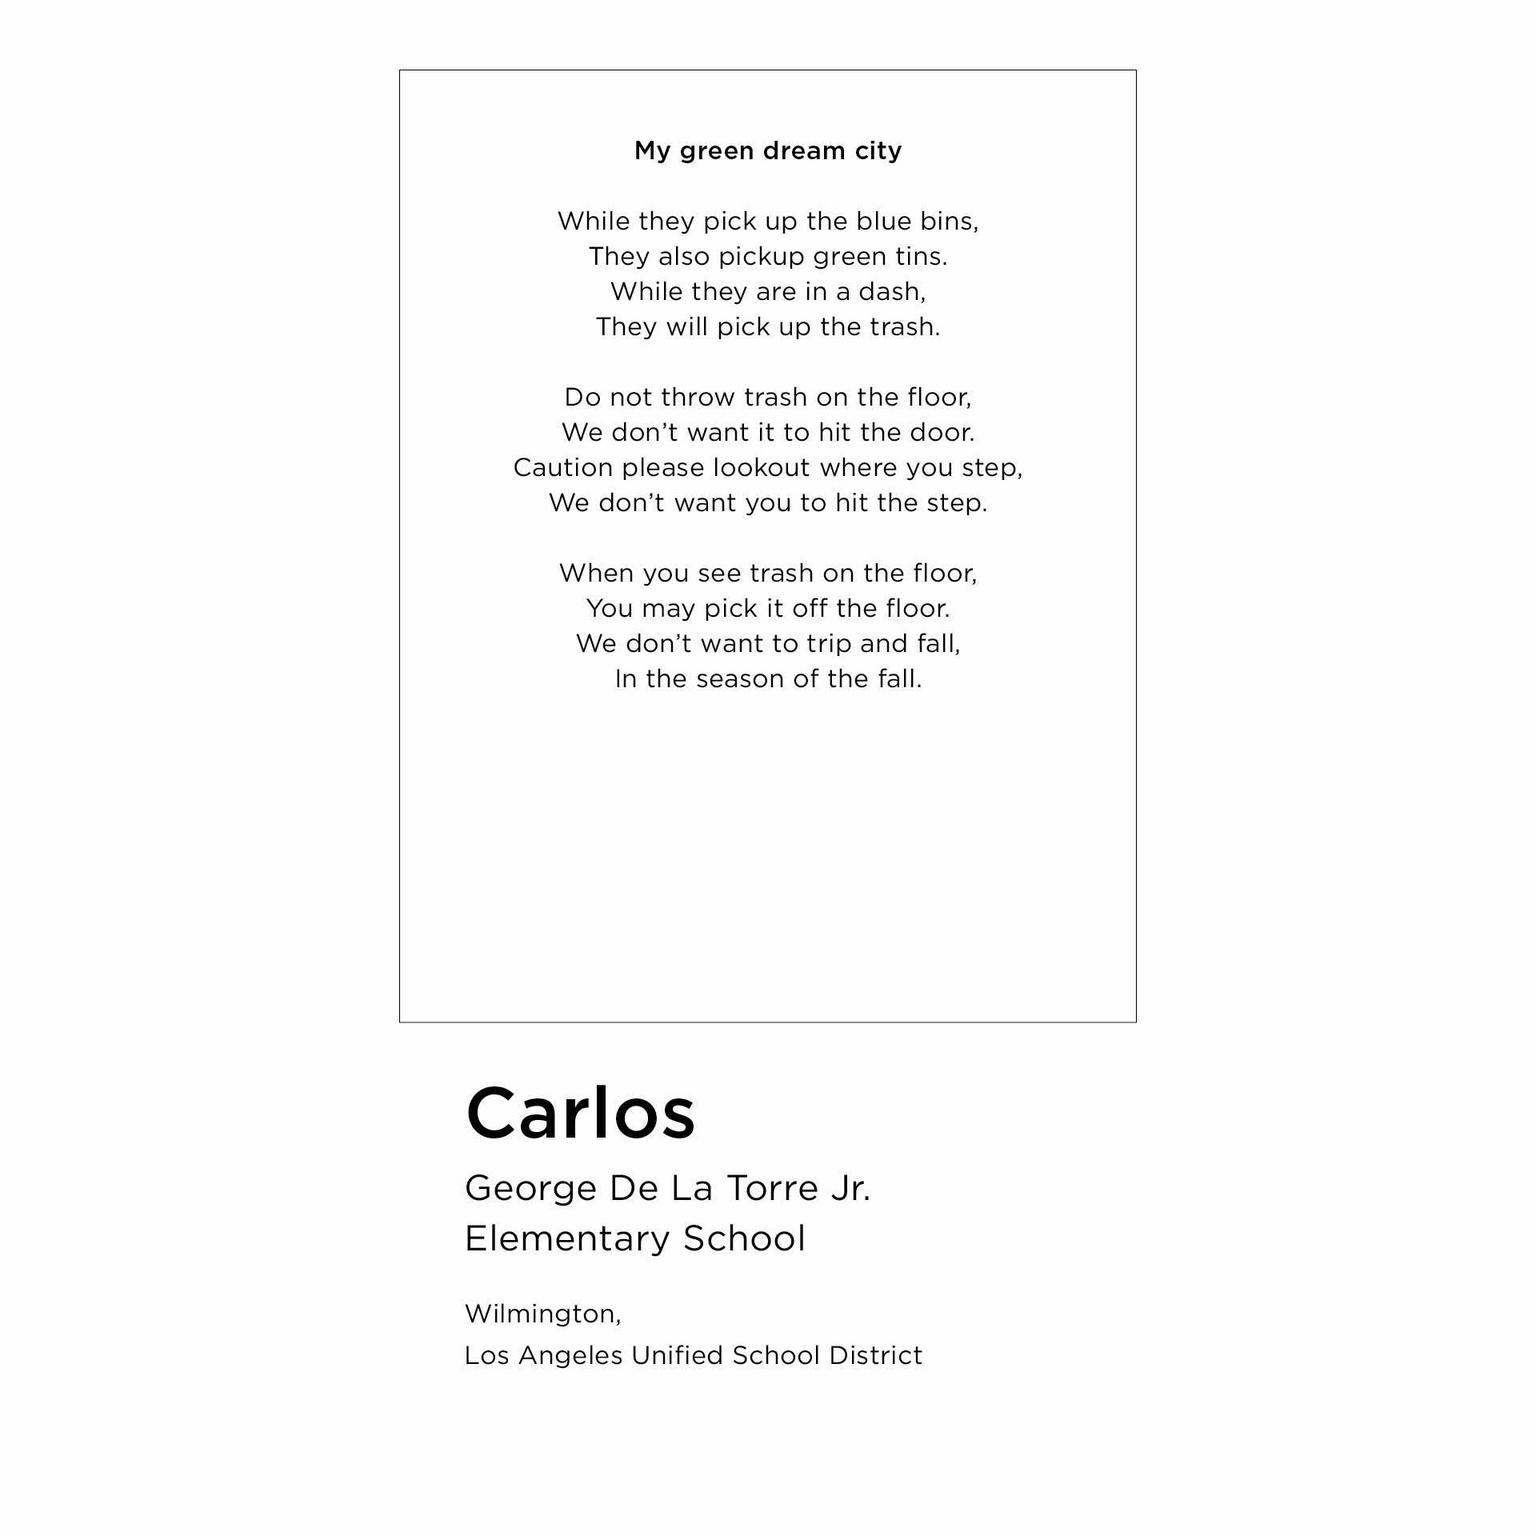 My green dream city
While they pick up the blue bins,
They also pickup green tins.
While they are in a dash,
They will pick up the trash.
Do not throw trash on the floor,
We don’t want it to hit the door.
Caution please lookout where you step,
We don’t want you to hit the step.
When you see trash on the floor,
You may pick it off the floor.
We don’t want to trip and fall,
In the season of the fall.
Carlos
George De La Torre Jr.
Elementary School
Wilmington,
Los Angeles Unified School District